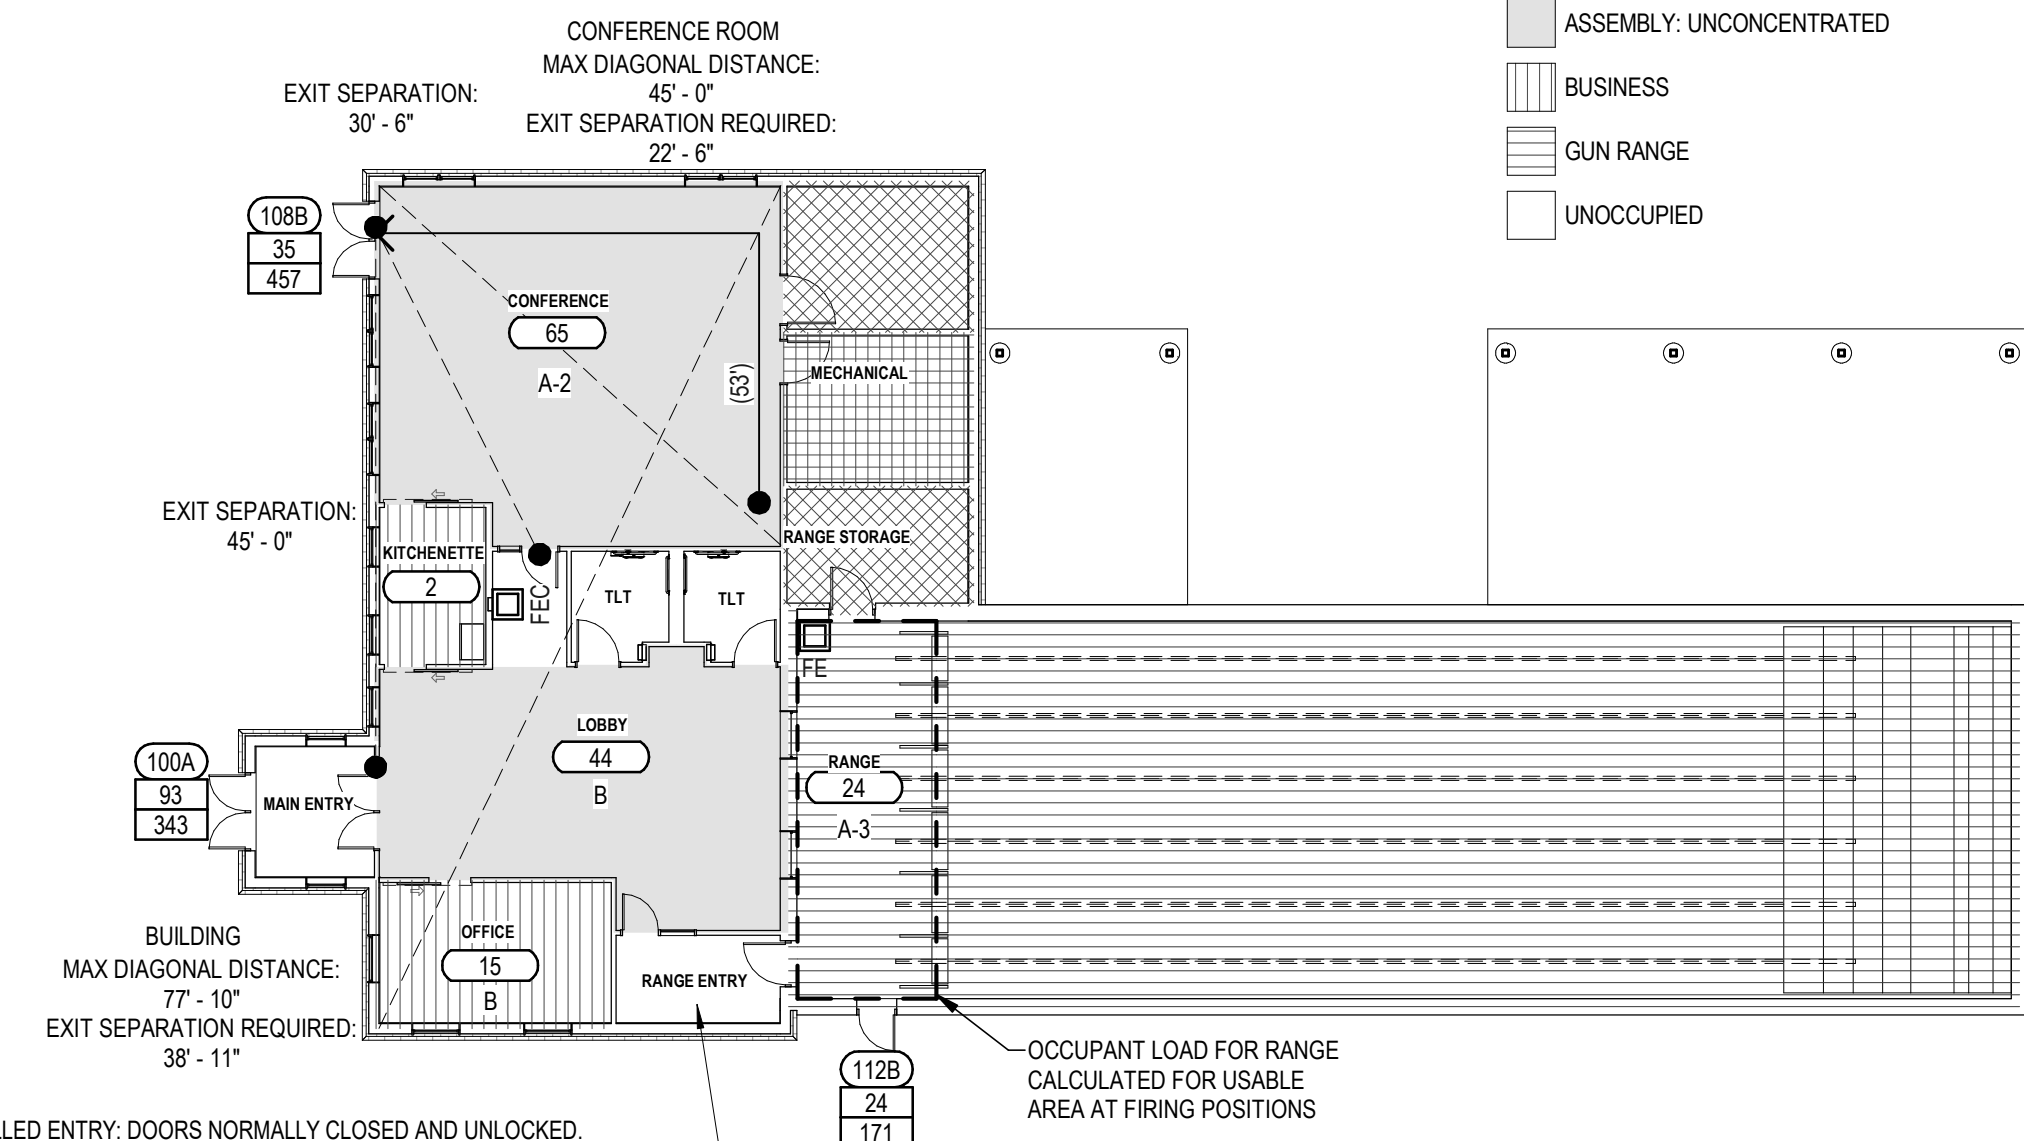 CONFERENCE ROOM
MAX DIAGONAL DISTANCE:
45' - 0"
EXIT SEPARATION REQUIRED:
22' - 6"
EXIT SEPARATION:
30' - 6"
ASSEMBLY: UNCONCENTRATED
BUSINESS
GUN RANGE
UNOCCUPIED
108B
35
457
CONFERENCE
65
A-2
(53')
MECHANICAL
EXIT SEPARATION:
45' - 0"
RANGE STORAGE
KITCHENETTE
2
FEC
TLT
TLT
FE
LOBBY
44
B
RANGE
24
A-3
100A
93
343
MAIN ENTRY
OFFICE
15
B
RANGE ENTRY
BUILDING
MAX DIAGONAL DISTANCE:
77' - 10"
EXIT SEPARATION REQUIRED:
38' - 11"
112B
24
171
OCCUPANT LOAD FOR RANGE
CALCULATED FOR USABLE
AREA AT FIRING POSITIONS
LLED ENTRY: DOORS NORMALLY CLOSED AND UNLOCKED.